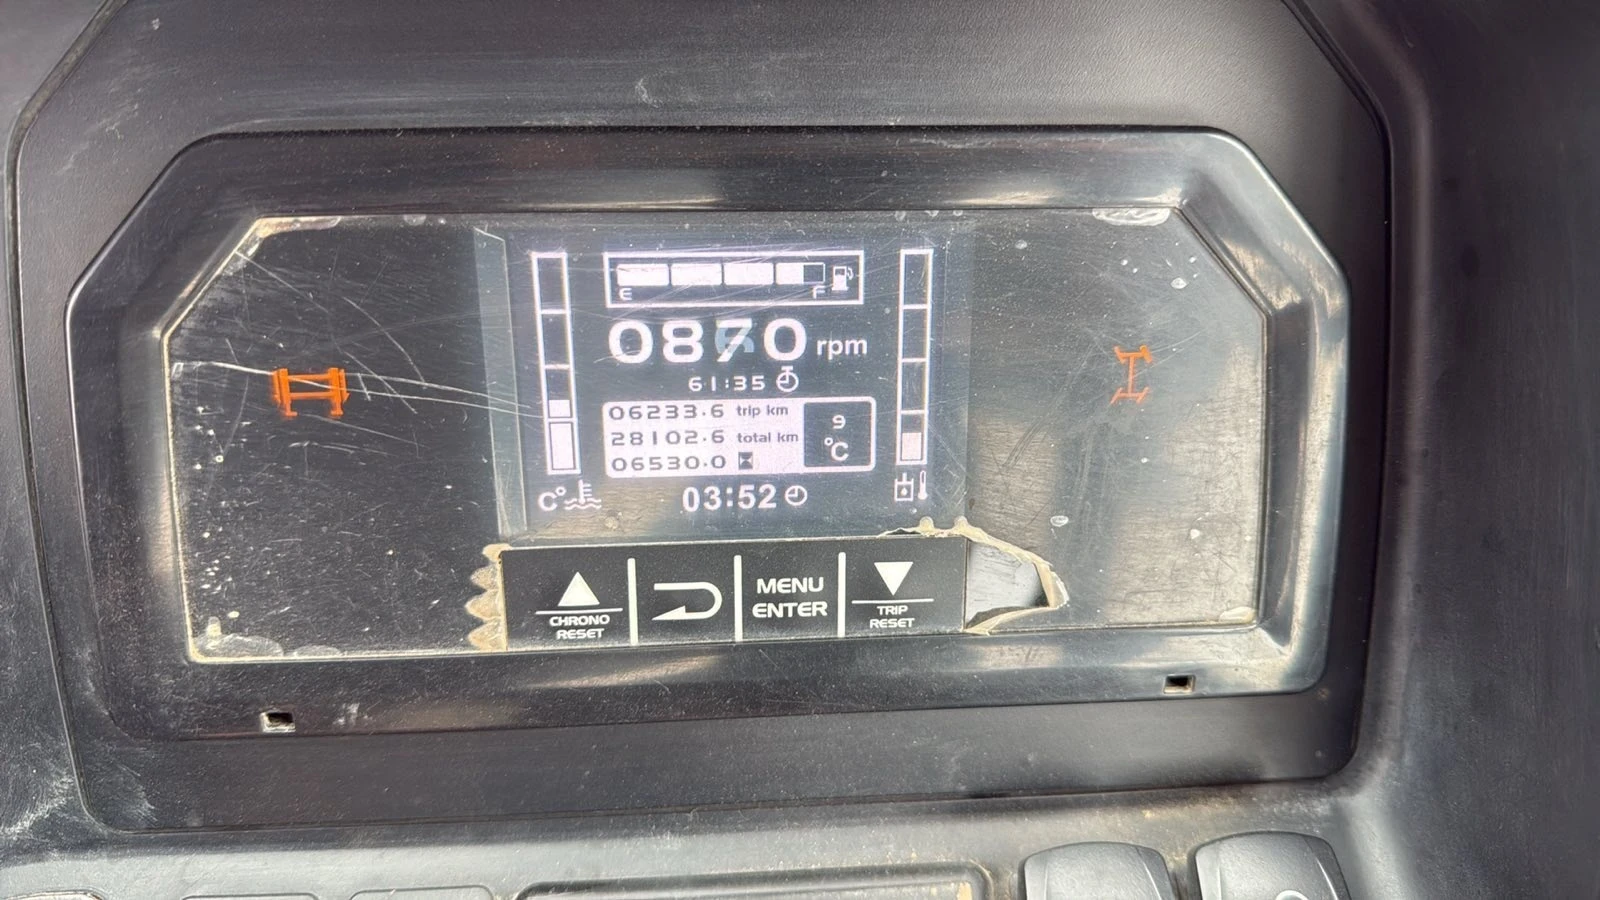 E F
0870 rpm
61:35
06233.6 trip km
28102.6 total km
06530.0
9
°C
C°
03:52
CHRONO
RESET
MENU
ENTER
TRIP
RESET